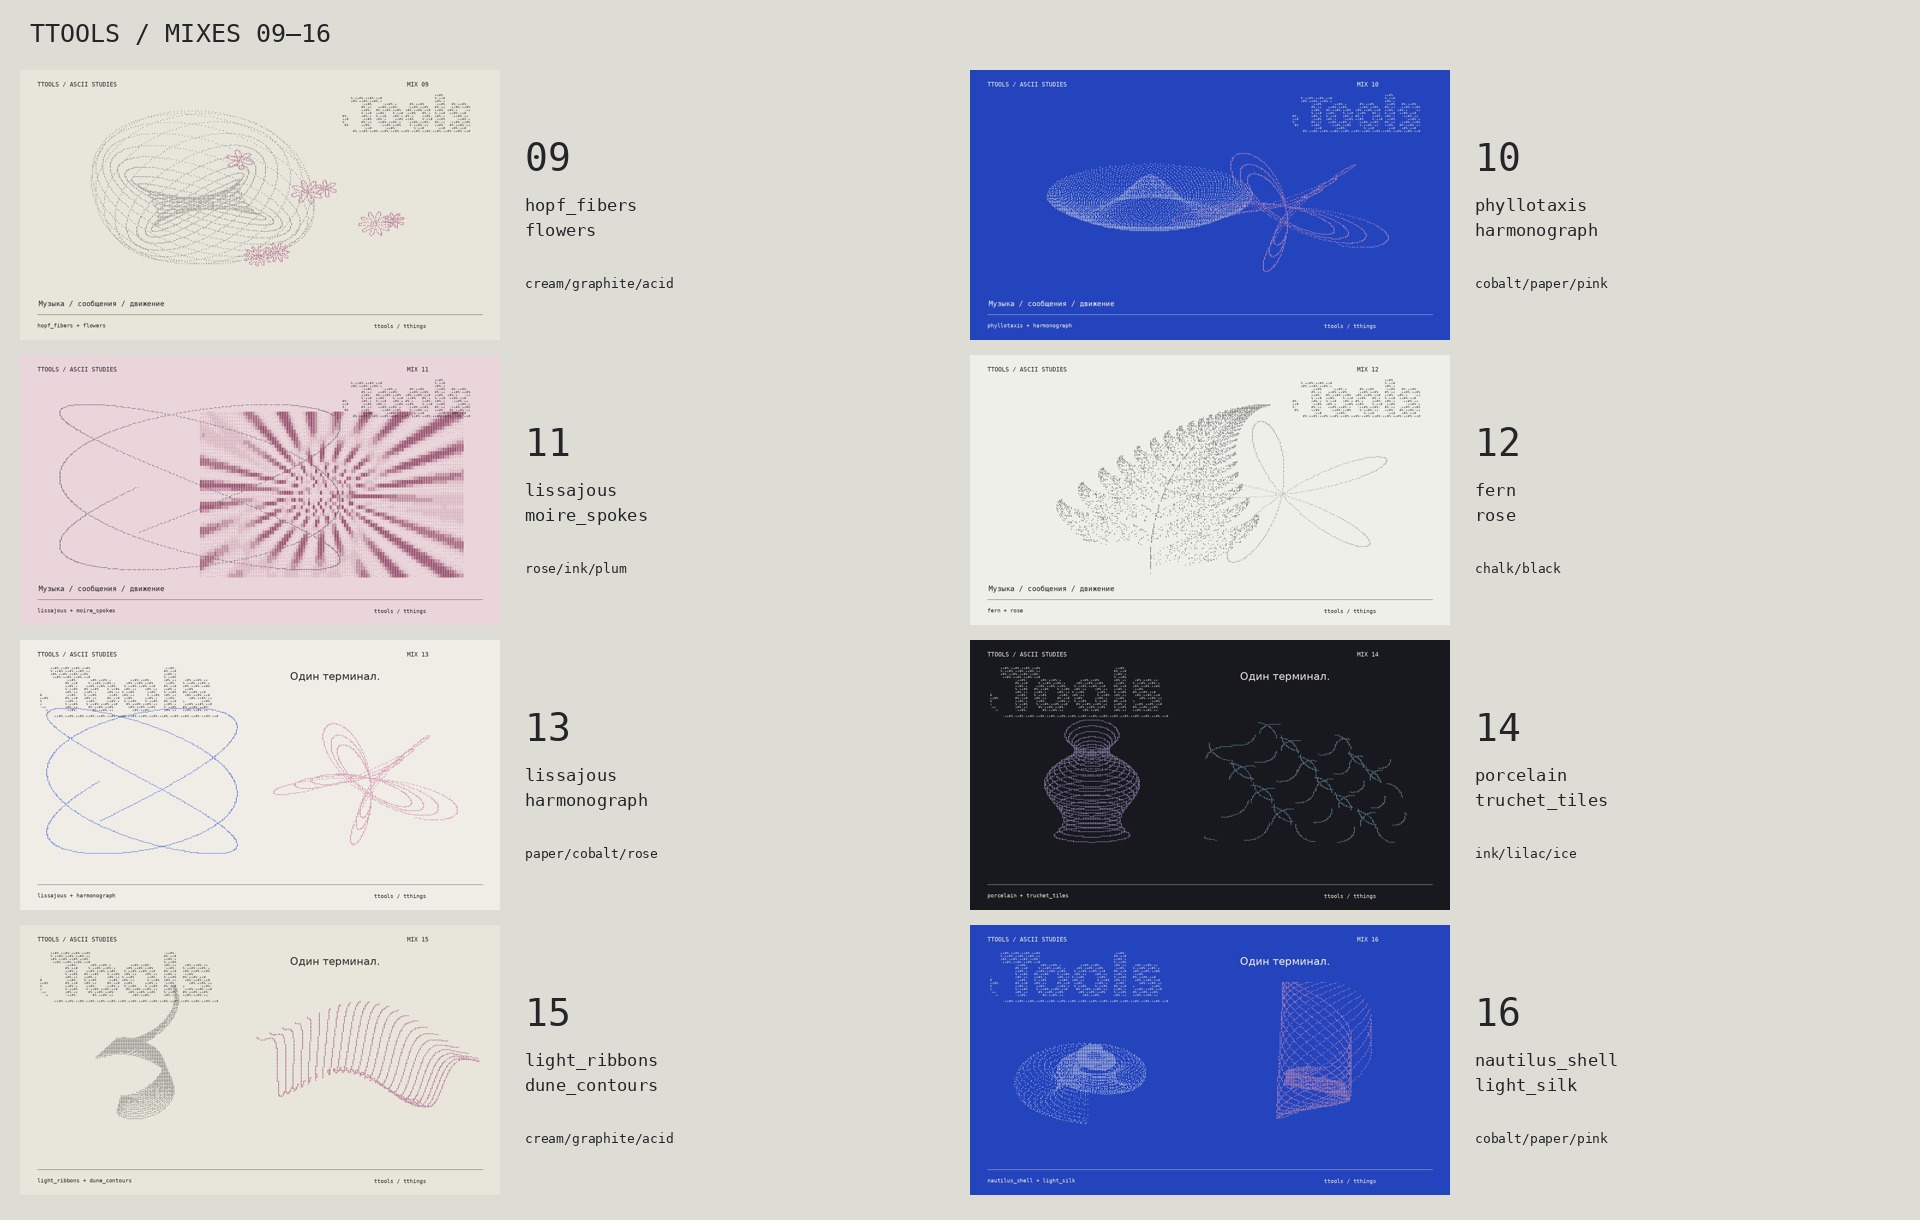 TTOOLS / MIXES 09—16
TTOOLS / ASCII STUDIES
MIX 09
ttools
Музыка / сообщения / движение
hopf_fibers + flowers
ttools / tthings
09
hopf_fibers
flowers
cream/graphite/acid
TTOOLS / ASCII STUDIES
MIX 10
Музыка / сообщения / движение
phyllotaxis + harmonograph
ttools / tthings
10
phyllotaxis
harmonograph
cobalt/paper/pink
TTOOLS / ASCII STUDIES
MIX 11
Музыка / сообщения / движение
lissajous + moire_spokes
ttools / tthings
11
lissajous
moire_spokes
rose/ink/plum
TTOOLS / ASCII STUDIES
MIX 12
Музыка / сообщения / движение
fern + rose
ttools / tthings
12
fern
rose
chalk/black
TTOOLS / ASCII STUDIES
MIX 13
Один терминал.
lissajous + harmonograph
ttools / tthings
13
lissajous
harmonograph
paper/cobalt/rose
TTOOLS / ASCII STUDIES
MIX 14
Один терминал.
porcelain + truchet_tiles
ttools / tthings
14
porcelain
truchet_tiles
ink/lilac/ice
TTOOLS / ASCII STUDIES
MIX 15
Один терминал.
light_ribbons + dune_contours
ttools / tthings
15
light_ribbons
dune_contours
cream/graphite/acid
TTOOLS / ASCII STUDIES
MIX 16
Один терминал.
nautilus_shell + light_silk
ttools / tthings
16
nautilus_shell
light_silk
cobalt/paper/pink